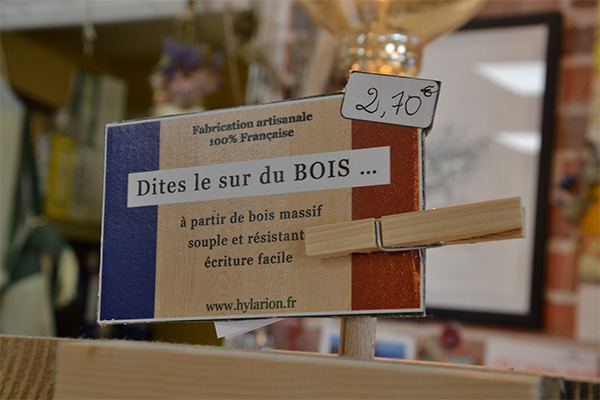 2,70€
Fabrication artisanale
100% Française
Dites le sur du BOIS ...
à partir de bois massif
souple et résistant
écriture facile
www.hylarion.fr